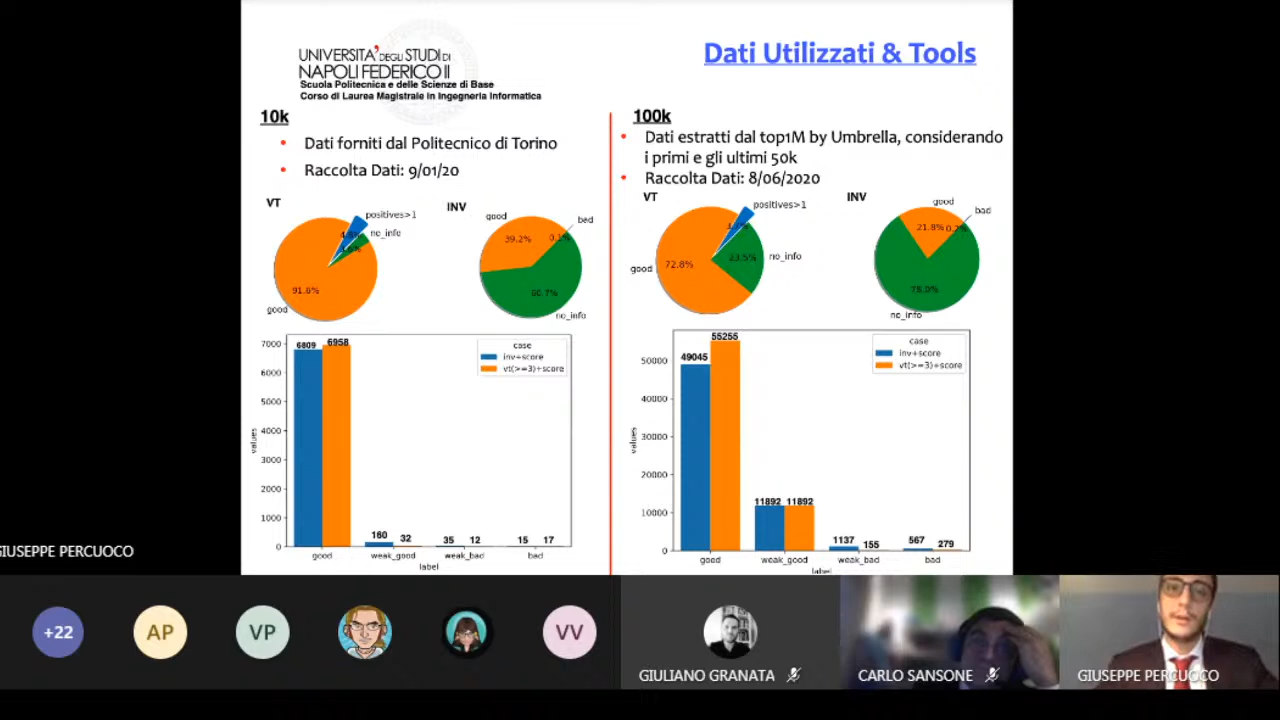 UNIVERSITA' DEGLI STUDI DI
NAPOLI FEDERICO II
Scuola Politecnica e delle Scienze di Base
Corso di Laurea Magistrale in Ingegneria Informatica
Dati Utilizzati & Tools
10k
• Dati forniti dal Politecnico di Torino
• Raccolta Dati: 9/01/20
VT
positives>1
no_info
91.6%
good
INV
good
bad
39.2%
0.1%
60.7%
no_info
7000
6000
5000
4000
3000
2000
1000
0
values
6809
6958
160
32
35
12
15
17
case
inv+score
vt(>=3)+score
good
weak_good
weak_bad
bad
label
100k
• Dati estratti dal top1M by Umbrella, considerando
i primi e gli ultimi 50k
• Raccolta Dati: 8/06/2020
VT
positives>1
23.5%
no_info
good
72.8%
INV
good
bad
21.8%
78.0%
no_info
50000
40000
30000
20000
10000
0
values
49045
55255
11892
11892
1137
155
567
279
case
inv+score
vt(>=3)+score
good
weak_good
weak_bad
bad
label
GIUSEPPE PERCUOCO
+22
AP
VP
VV
GIULIANO GRANATA
CARLO SANSONE
GIUSEPPE PERCUOCO